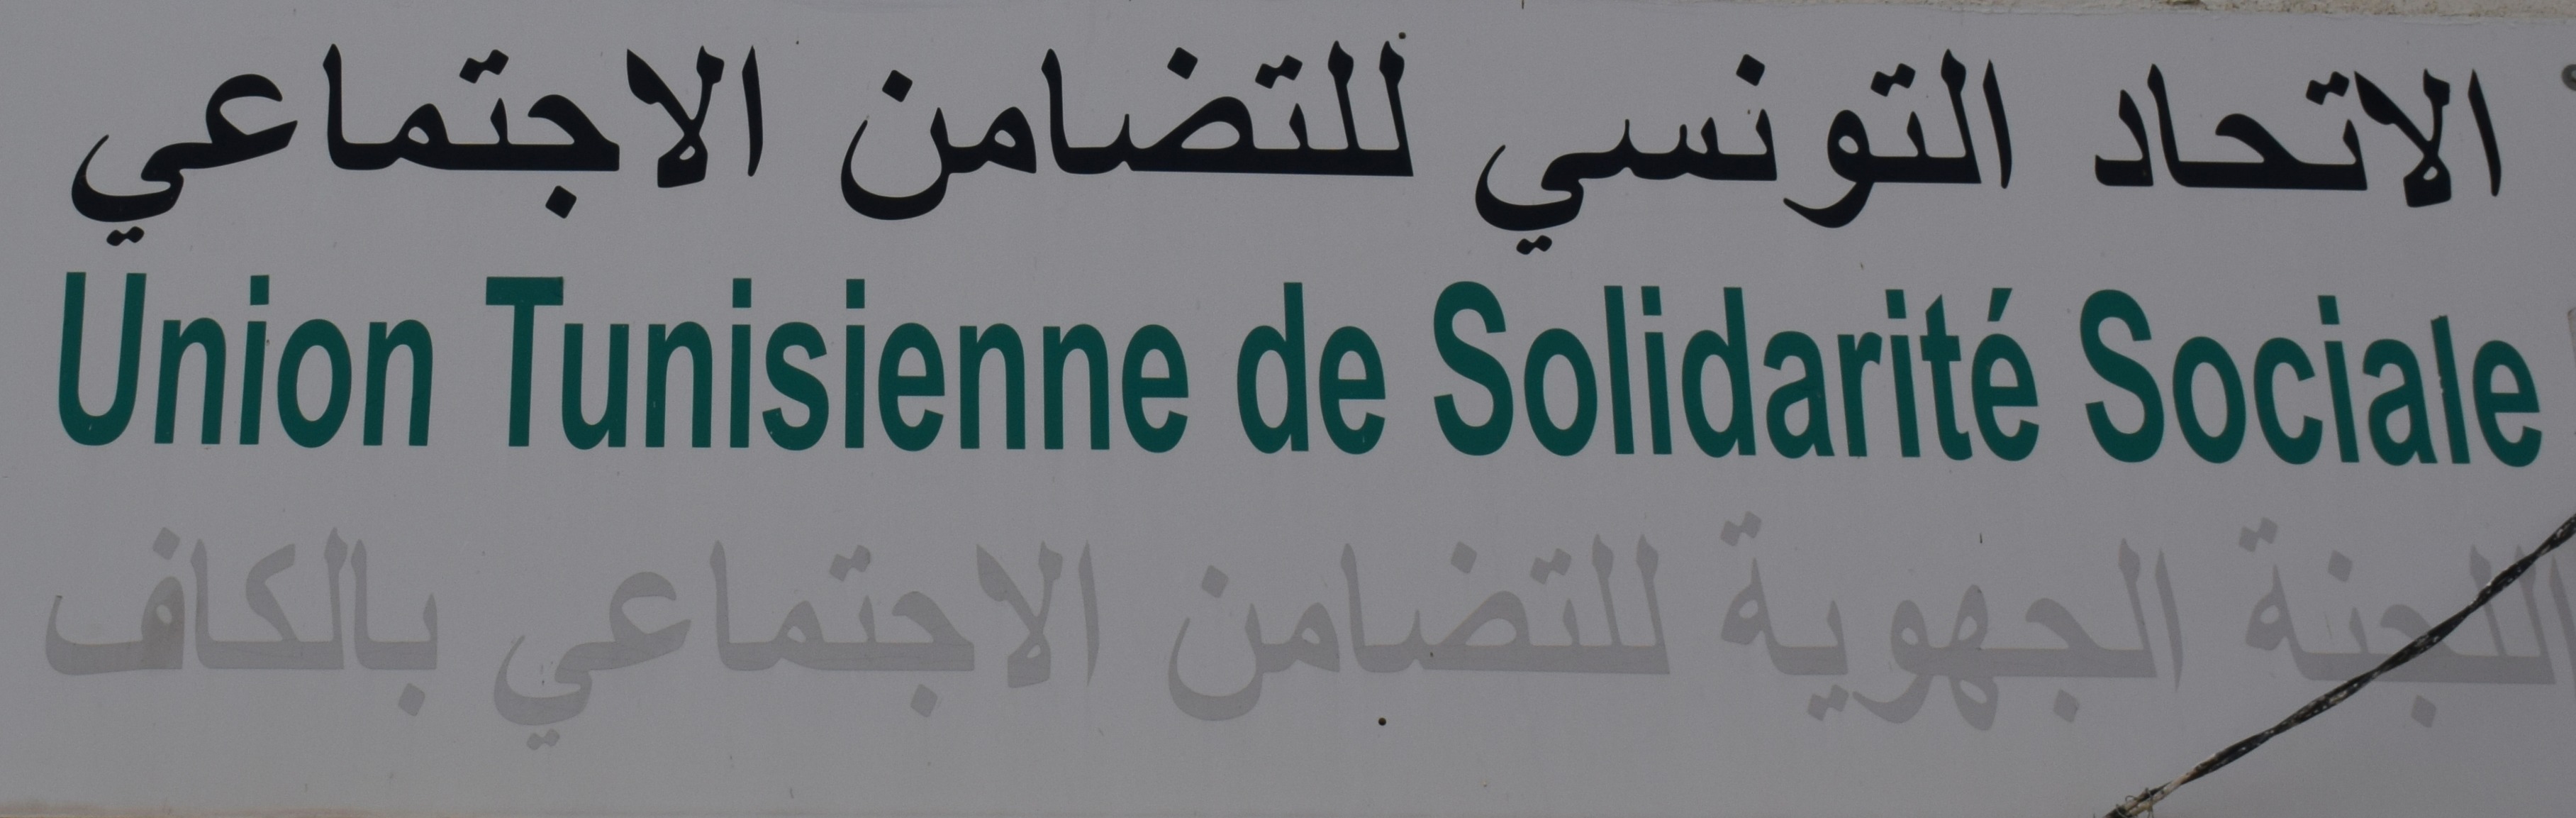 الاتحاد التونسي للتضامن الاجتماعي
Union Tunisienne de Solidarité Sociale
اللجنة الجهوية للتضامن الاجتماعي بالكاف